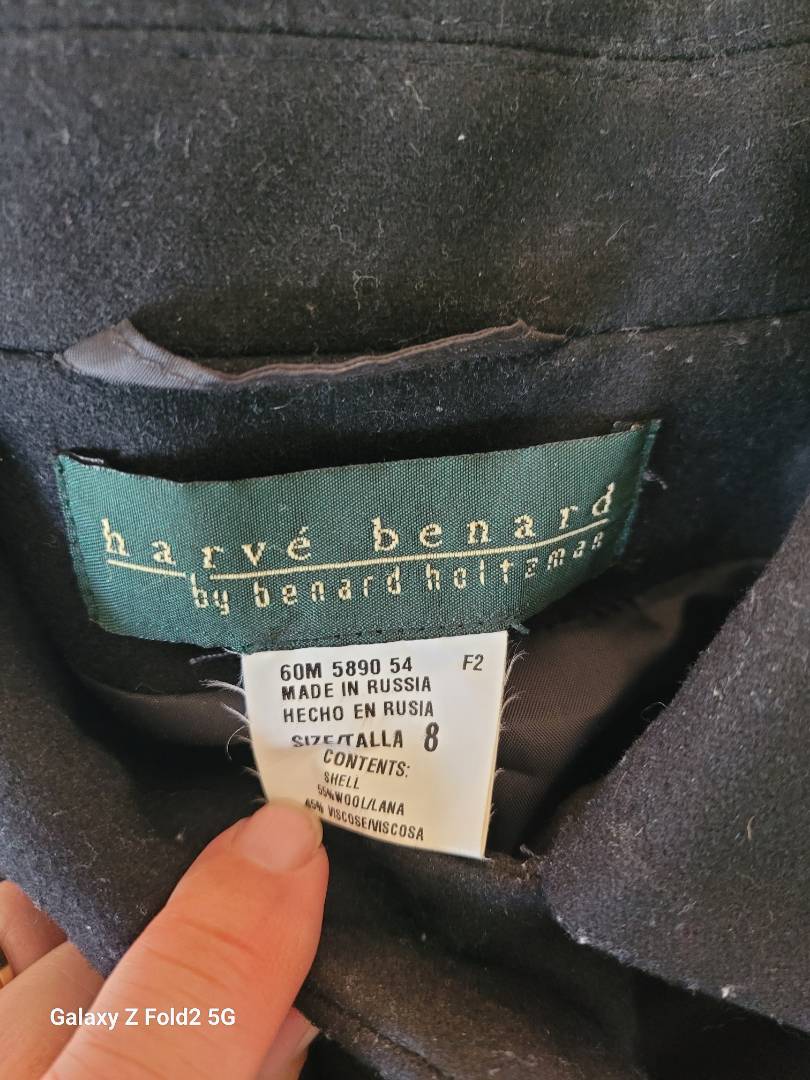 harvé benard
by benard holtzman
60M 5890 54 F2
MADE IN RUSSIA
HECHO EN RUSIA
SIZE/TALLA 8
CONTENTS:
SHELL
55% WOOL/LANA
45% VISCOSE/VISCOSA
Galaxy Z Fold2 5G